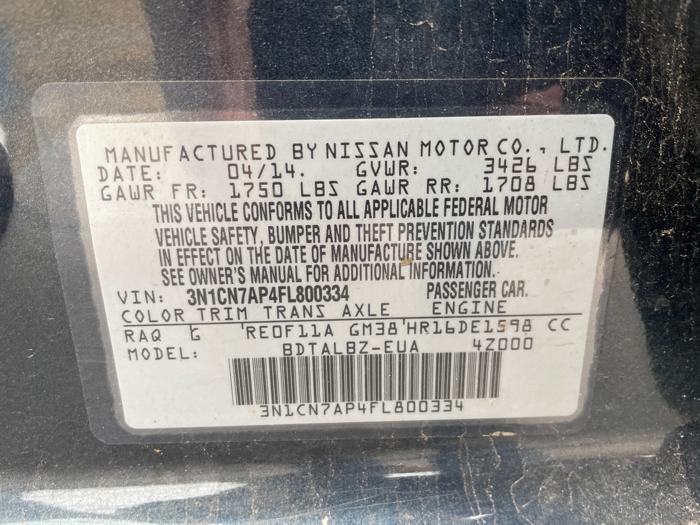 MANUFACTURED BY NISSAN MOTOR CO., LTD.
DATE: 04/14. GVWR: 3426 LBS
GAWR FR: 1750 LBS GAWR RR: 1708 LBS
THIS VEHICLE CONFORMS TO ALL APPLICABLE FEDERAL MOTOR
VEHICLE SAFETY, BUMPER AND THEFT PREVENTION STANDARDS
IN EFFECT ON THE DATE OF MANUFACTURE SHOWN ABOVE.
SEE OWNER'S MANUAL FOR ADDITIONAL INFORMATION.
VIN: 3N1CN7AP4FL800334 PASSENGER CAR.
COLOR TRIM TRANS AXLE ENGINE
RAQ G 'RE0F11A GM38'HR16DE1598 CC
MODEL: BDTALBZ-EUA 4Z000
3N1CN7AP4FL800334